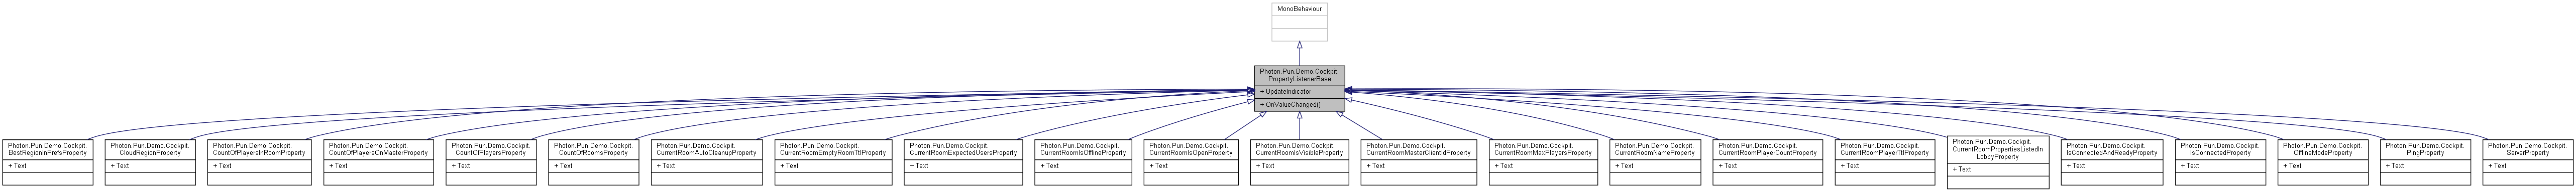 MonoBehaviour
Photon.Pun.Demo.Cockpit.
PropertyListenerBase
+ UpdateIndicator
+ OnValueChanged()
Photon.Pun.Demo.Cockpit.
BestRegionInPrefsProperty
+ Text
Photon.Pun.Demo.Cockpit.
CloudRegionProperty
+ Text
Photon.Pun.Demo.Cockpit.
CountOfPlayersInRoomProperty
+ Text
Photon.Pun.Demo.Cockpit.
CountOfPlayersOnMasterProperty
+ Text
Photon.Pun.Demo.Cockpit.
CountOfPlayersProperty
+ Text
Photon.Pun.Demo.Cockpit.
CountOfRoomsProperty
+ Text
Photon.Pun.Demo.Cockpit.
CurrentRoomAutoCleanupProperty
+ Text
Photon.Pun.Demo.Cockpit.
CurrentRoomEmptyRoomTtlProperty
+ Text
Photon.Pun.Demo.Cockpit.
CurrentRoomExpectedUsersProperty
+ Text
Photon.Pun.Demo.Cockpit.
CurrentRoomIsOfflineProperty
+ Text
Photon.Pun.Demo.Cockpit.
CurrentRoomIsOpenProperty
+ Text
Photon.Pun.Demo.Cockpit.
CurrentRoomIsVisibleProperty
+ Text
Photon.Pun.Demo.Cockpit.
CurrentRoomMasterClientIdProperty
+ Text
Photon.Pun.Demo.Cockpit.
CurrentRoomMaxPlayersProperty
+ Text
Photon.Pun.Demo.Cockpit.
CurrentRoomNameProperty
+ Text
Photon.Pun.Demo.Cockpit.
CurrentRoomPlayerCountProperty
+ Text
Photon.Pun.Demo.Cockpit.
CurrentRoomPlayerTtlProperty
+ Text
Photon.Pun.Demo.Cockpit.
CurrentRoomPropertiesListedIn
LobbyProperty
+ Text
Photon.Pun.Demo.Cockpit.
IsConnectedAndReadyProperty
+ Text
Photon.Pun.Demo.Cockpit.
IsConnectedProperty
+ Text
Photon.Pun.Demo.Cockpit.
OfflineModeProperty
+ Text
Photon.Pun.Demo.Cockpit.
PingProperty
+ Text
Photon.Pun.Demo.Cockpit.
ServerProperty
+ Text